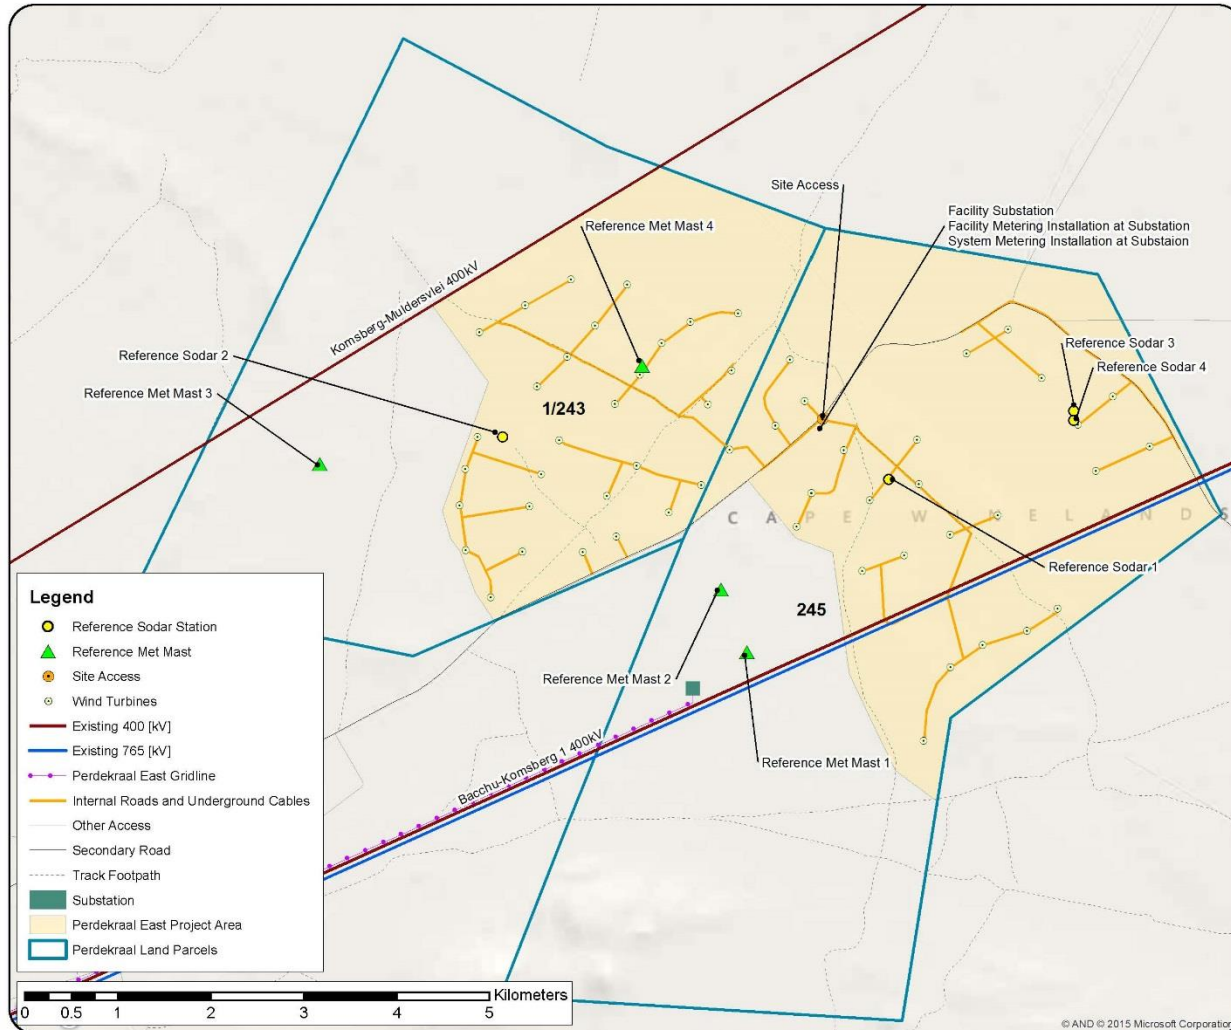 Site Access
Facility Substation
Facility Metering Installation at Substation
System Metering Installation at Substaion
Reference Met Mast 4
Komsberg-Muldersvlei 400kV
Reference Sodar 2
Reference Sodar 3
Reference Sodar 4
Reference Met Mast 3
1/243
CAPE WINELANDS
Reference Sodar 1
245
Reference Met Mast 2
Bacchu-Komsberg 1 400kV
Reference Met Mast 1
Legend
Reference Sodar Station
Reference Met Mast
Site Access
Wind Turbines
Existing 400 [kV]
Existing 765 [kV]
Perdekraal East Gridline
Internal Roads and Underground Cables
Other Access
Secondary Road
Track Footpath
Substation
Perdekraal East Project Area
Perdekraal Land Parcels
Kilometers
0 0.5 1 2 3 4 5
© AND © 2015 Microsoft Corporation